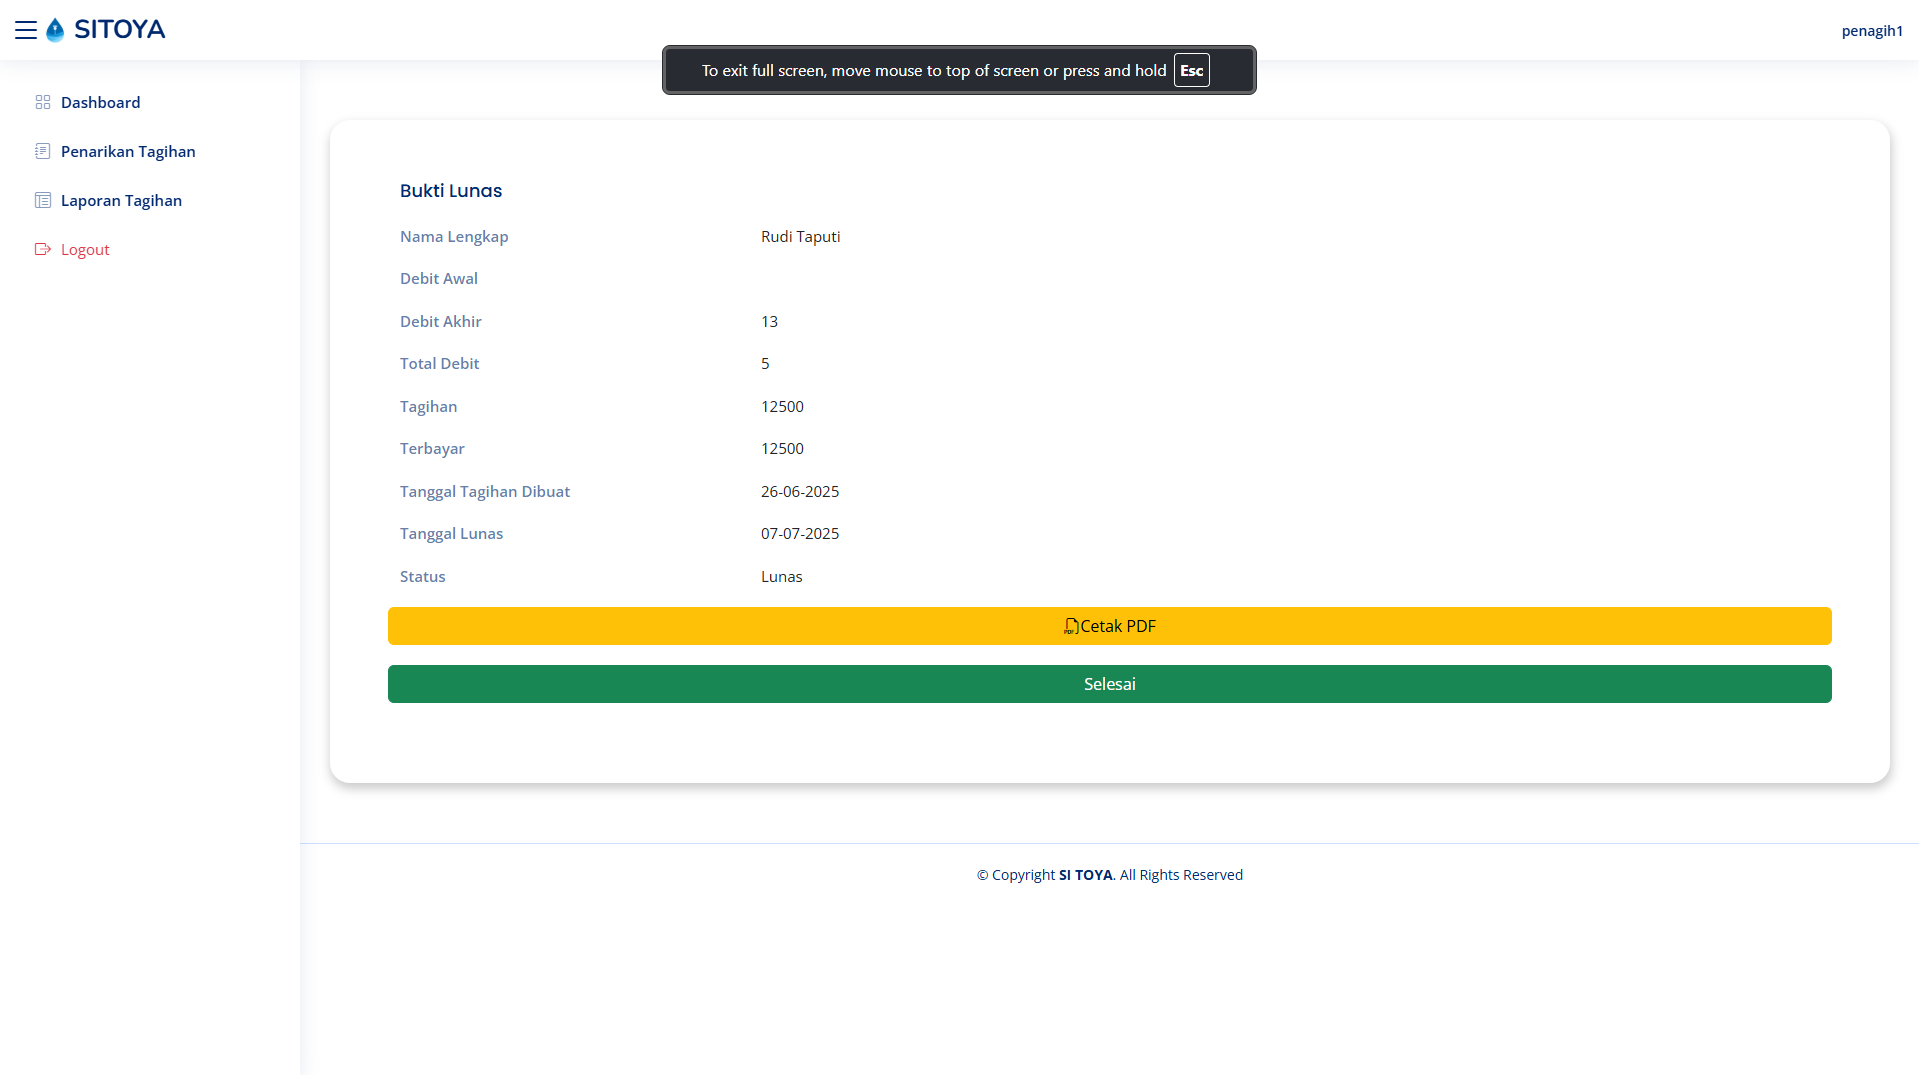 SITOYA
penagih1
To exit full screen, move mouse to top of screen or press and hold Esc
Dashboard
Penarikan Tagihan
Laporan Tagihan
Logout
Bukti Lunas
Nama Lengkap Rudi Taputi
Debit Awal
Debit Akhir 13
Total Debit 5
Tagihan 12500
Terbayar 12500
Tanggal Tagihan Dibuat 26-06-2025
Tanggal Lunas 07-07-2025
Status Lunas
PDF Cetak PDF
Selesai
© Copyright SI TOYA. All Rights Reserved